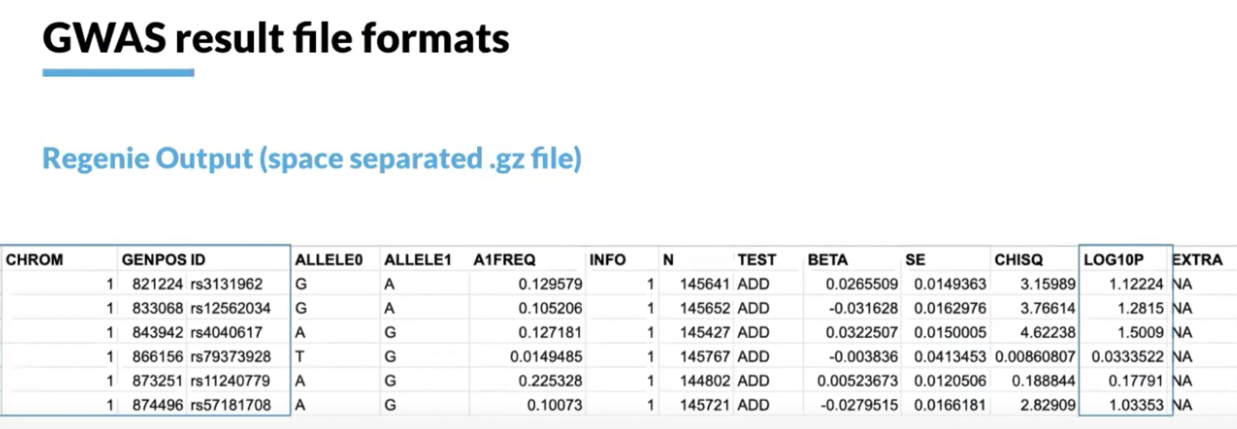 GWAS result file formats
Regenie Output (space separated .gz file)
CHROM GENPOS ID ALLELE0 ALLELE1 A1FREQ INFO N TEST BETA SE CHISQ LOG10P EXTRA
1 821224 rs3131962 G A 0.129579 1 145641 ADD 0.0265509 0.0149363 3.15989 1.12224 NA
1 833068 rs12562034 G A 0.105206 1 145652 ADD -0.031628 0.0162976 3.76614 1.2815 NA
1 843942 rs4040617 A G 0.127181 1 145427 ADD 0.0322507 0.0150005 4.62238 1.5009 NA
1 866156 rs79373928 T G 0.0149485 1 145767 ADD -0.003836 0.0413453 0.00860807 0.0333522 NA
1 873251 rs11240779 A G 0.225328 1 144802 ADD 0.00523673 0.0120506 0.188844 0.17791 NA
1 874496 rs57181708 A G 0.10073 1 145721 ADD -0.0279515 0.0166181 2.82909 1.03353 NA